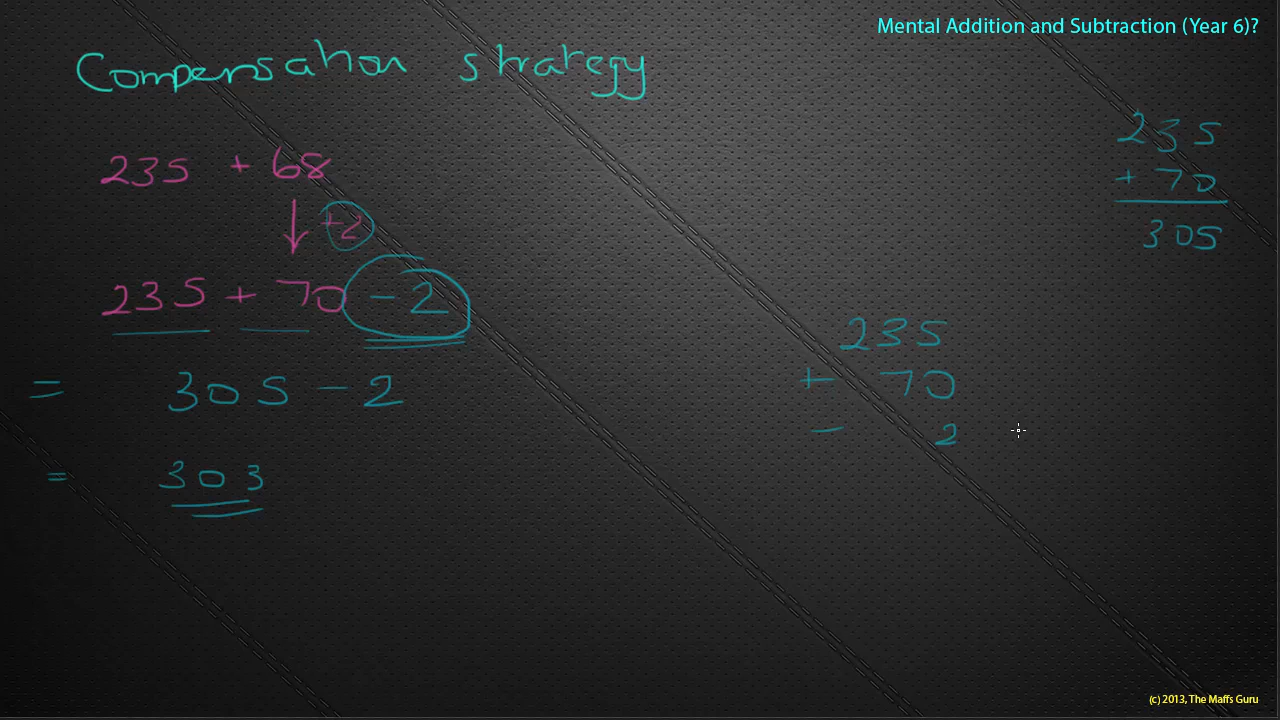 Mental Addition and Subtraction (Year 6)?
Compensation strategy
235 + 68
+2
235 + 70 - 2
= 305 - 2
= 303
235
+ 70
305
235
+ 70
- 2
(c) 2013, The Maffs Guru